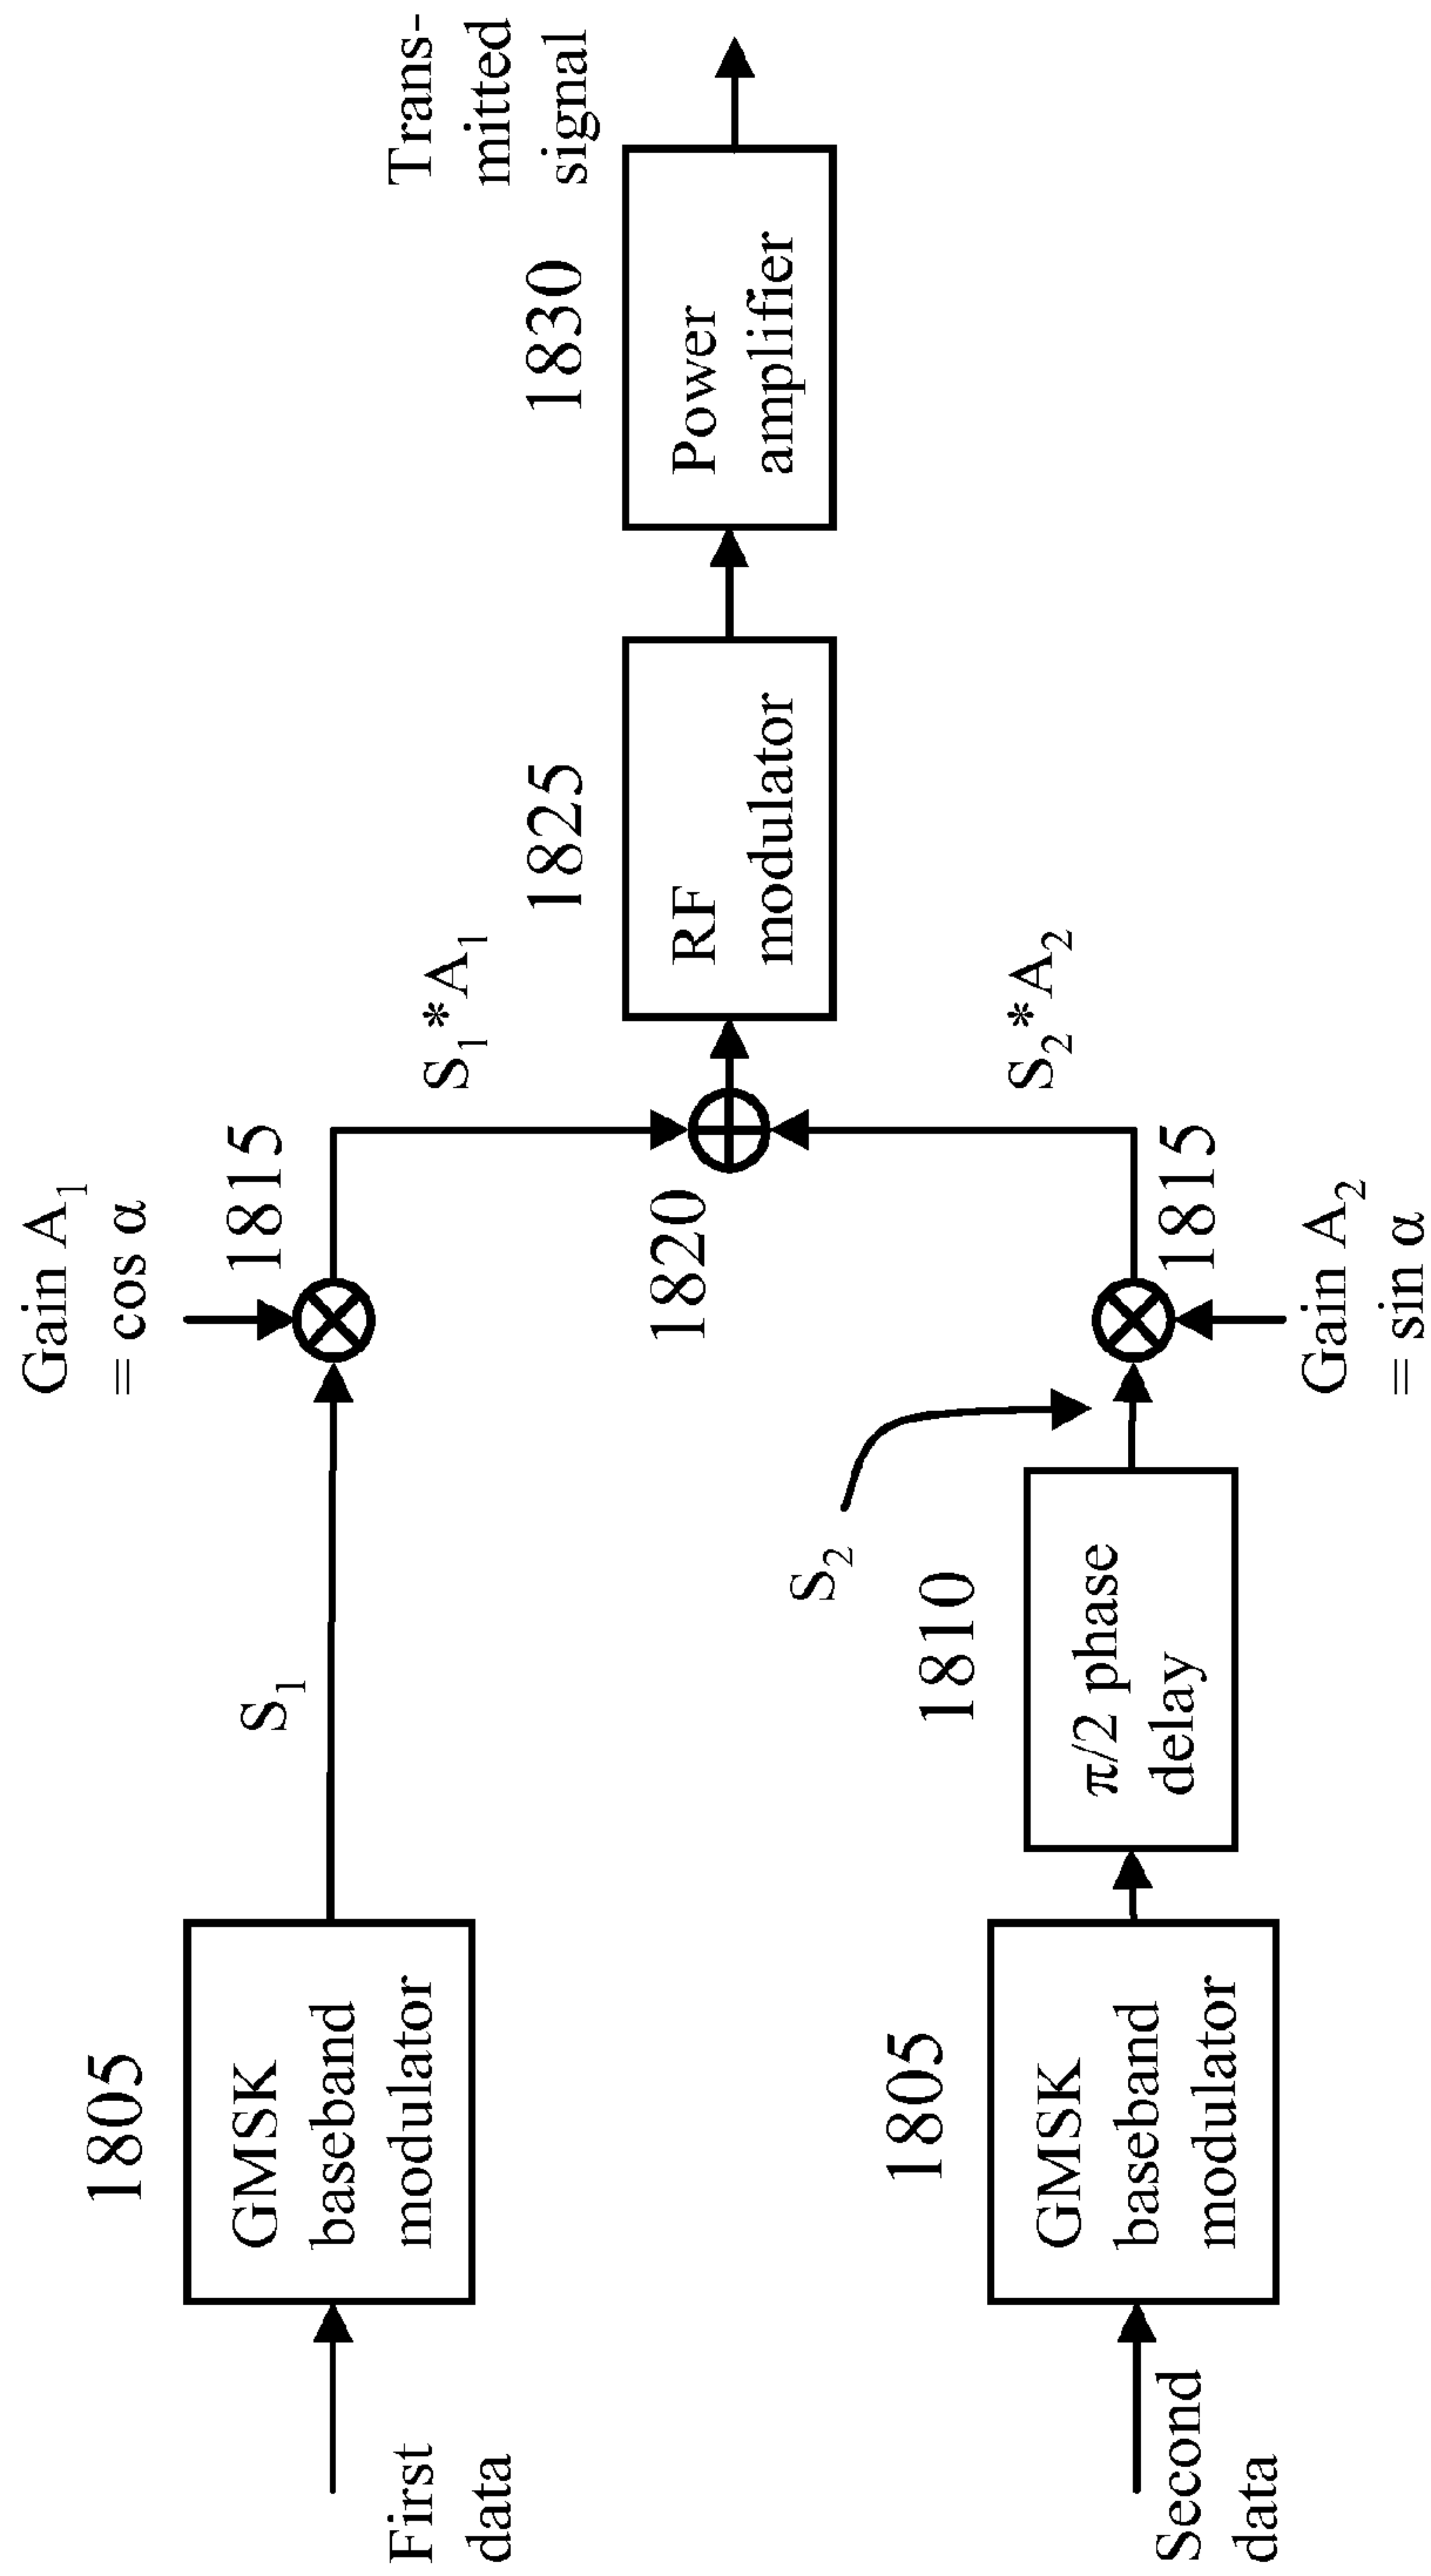 First
data
1805
GMSK
baseband
modulator
S1
Gain A1
= cos α
1815
S1*A1
1820
1825
RF
modulator
1830
Power
amplifier
Trans-
mitted
signal
Second
data
1805
GMSK
baseband
modulator
1810
π/2 phase
delay
S2
1815
Gain A2
= sin α
S2*A2